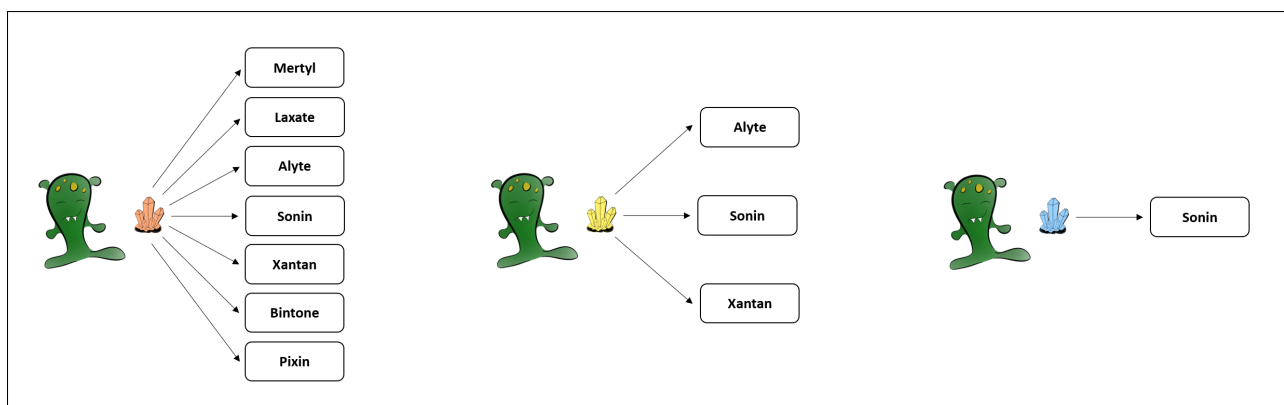 Mertyl
Laxate
Alyte
Sonin
Xantan
Bintone
Pixin
Alyte
Sonin
Xantan
Sonin